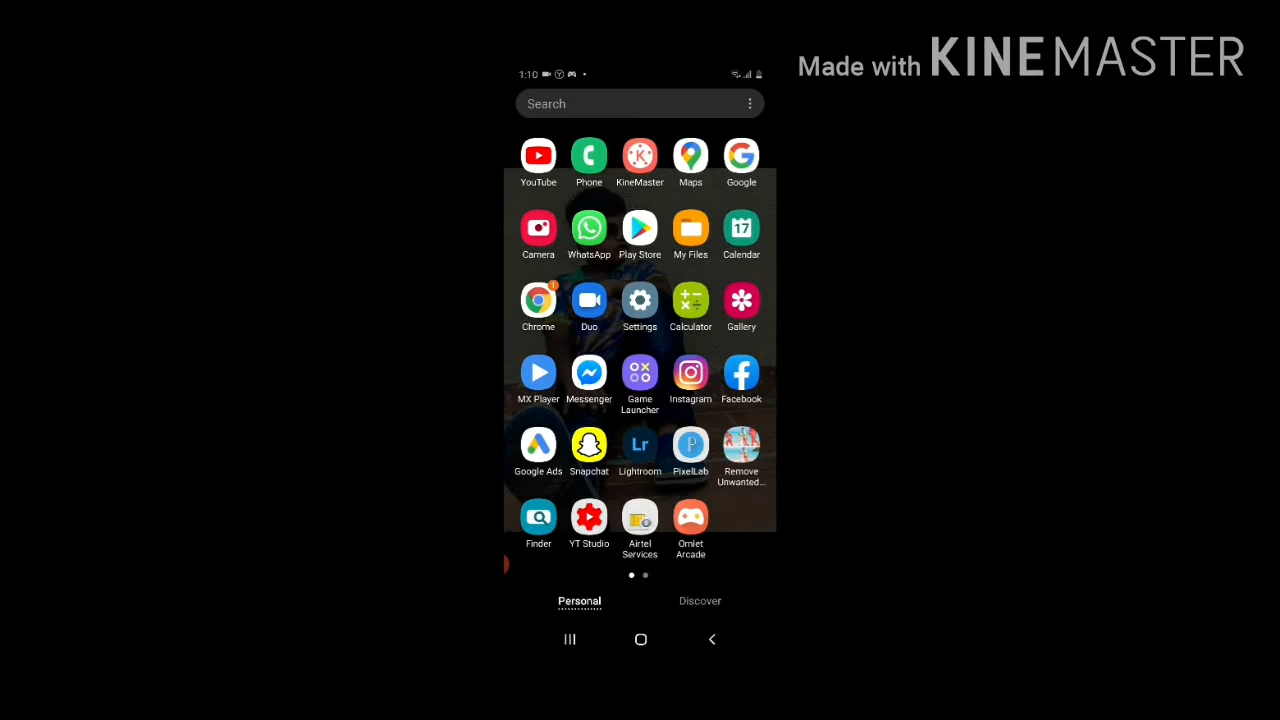 Made with KINEMASTER
1:10
Search
YouTube Phone KineMaster Maps Google
Camera WhatsApp Play Store My Files Calendar
17
1
Chrome Duo Settings Calculator Gallery
MX Player Messenger Game Launcher Instagram Facebook
Lr
P
Google Ads Snapchat Lightroom PixelLab Remove Unwanted...
Finder YT Studio Airtel Services Omlet Arcade
Personal Discover